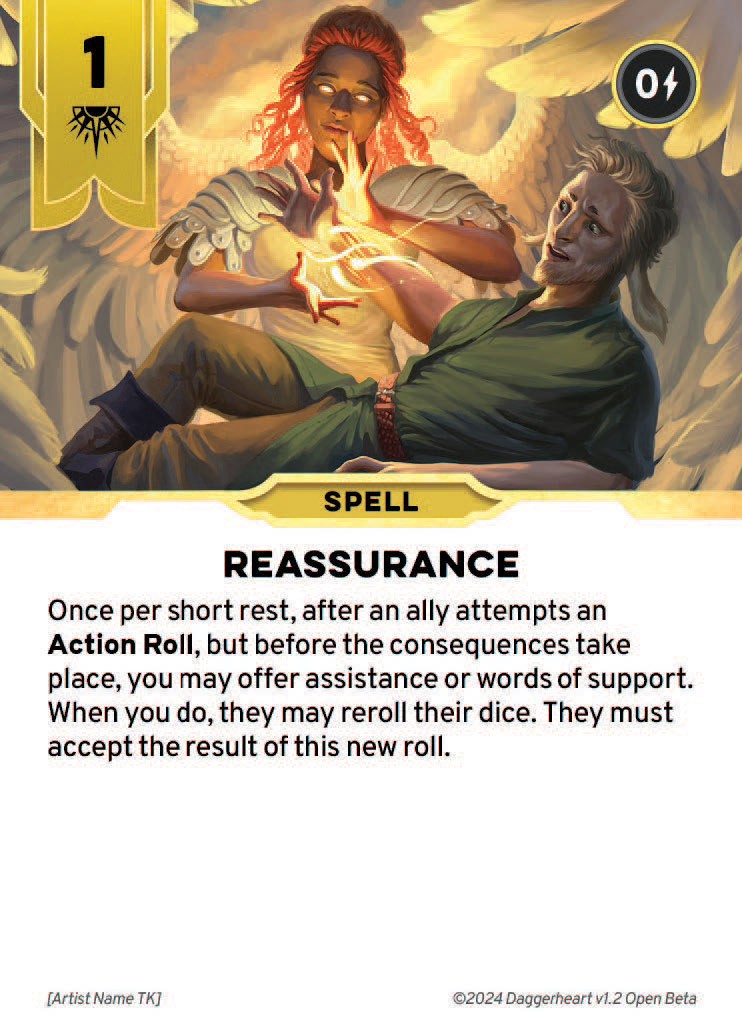 1
0
SPELL
REASSURANCE
Once per short rest, after an ally attempts an
Action Roll, but before the consequences take
place, you may offer assistance or words of support.
When you do, they may reroll their dice. They must
accept the result of this new roll.
[Artist Name TK]
©2024 Daggerheart v1.2 Open Beta